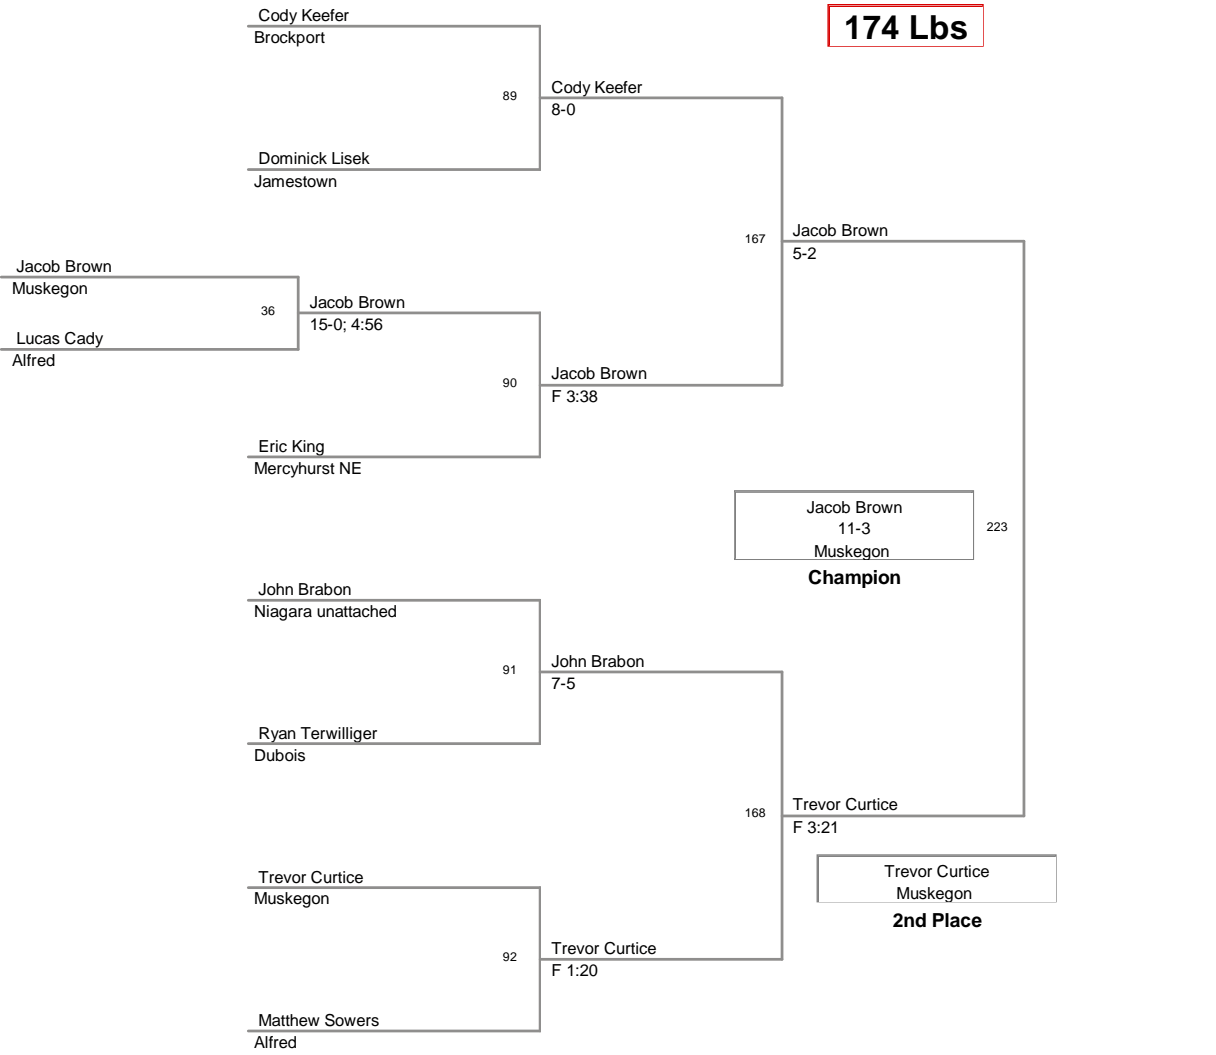 Cody Keefer
Brockport
174 Lbs
89
Cody Keefer
8-0
Dominick Lisek
Jamestown
167
Jacob Brown
5-2
Jacob Brown
Muskegon
36
Jacob Brown
15-0; 4:56
Lucas Cady
Alfred
90
Jacob Brown
F 3:38
Eric King
Mercyhurst NE
Jacob Brown
11-3
Muskegon
Champion
223
John Brabon
Niagara unattached
91
John Brabon
7-5
Ryan Terwilliger
Dubois
168
Trevor Curtice
F 3:21
Trevor Curtice
Muskegon
2nd Place
Trevor Curtice
Muskegon
92
Trevor Curtice
F 1:20
Matthew Sowers
Alfred